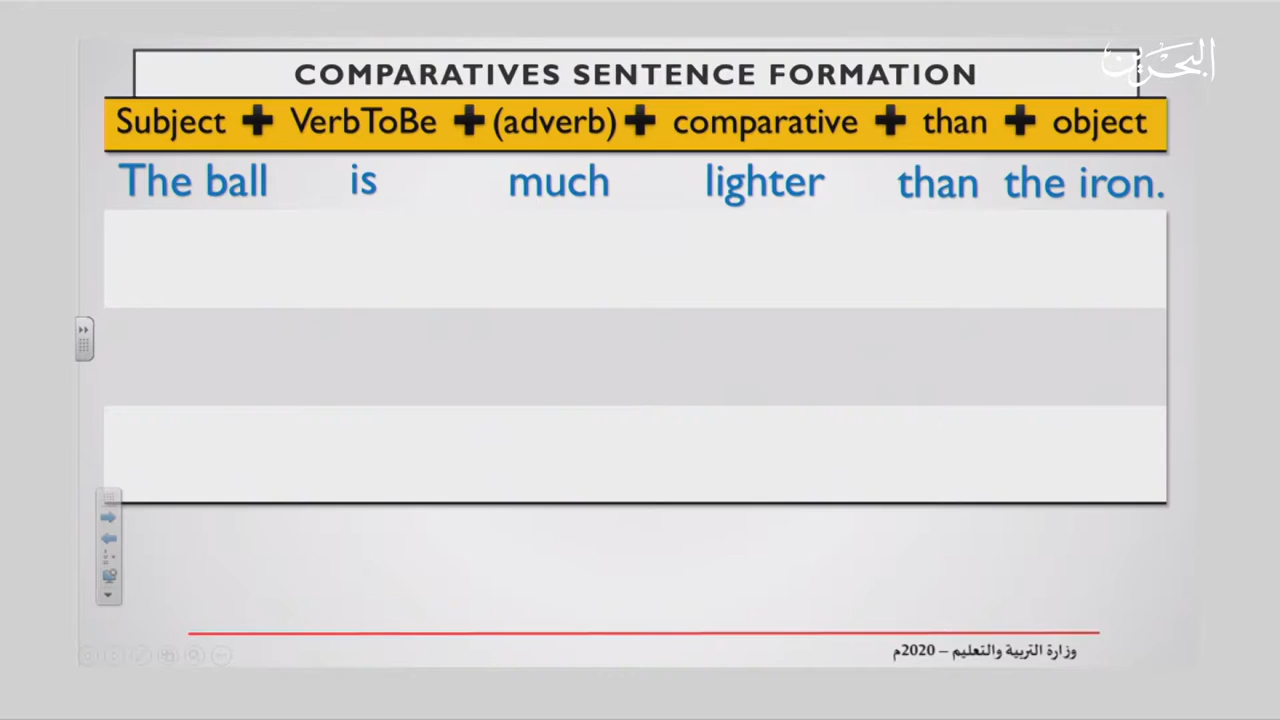 البحرين
COMPARATIVES SENTENCE FORMATION
Subject + VerbToBe + (adverb) + comparative + than + object
The ball is much lighter than the iron.
وزارة التربية والتعليم – 2020م